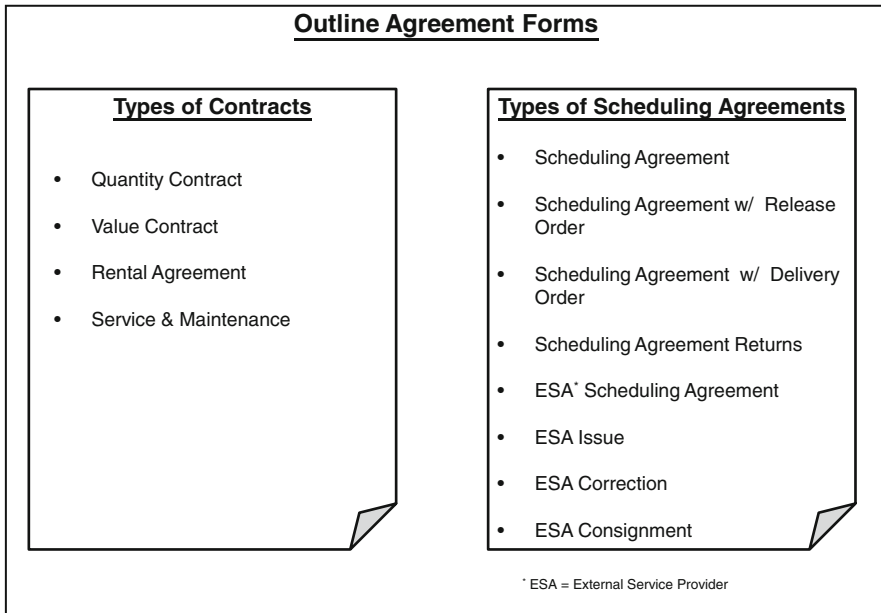 Outline Agreement Forms
Types of Contracts
• Quantity Contract
• Value Contract
• Rental Agreement
• Service & Maintenance
Types of Scheduling Agreements
• Scheduling Agreement
• Scheduling Agreement w/ Release
Order
• Scheduling Agreement w/ Delivery
Order
• Scheduling Agreement Returns
• ESA* Scheduling Agreement
• ESA Issue
• ESA Correction
• ESA Consignment
* ESA = External Service Provider